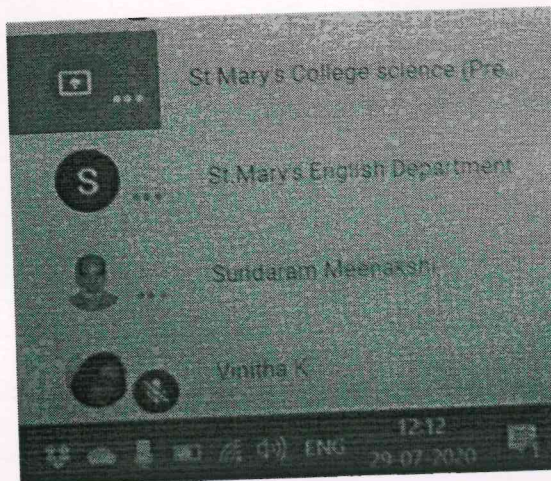 St Mary's College science (Pre
S
St.Mary's English Department
Sundaram Meenakshi
Vinitha K
ENG
12:12
29-07-2020